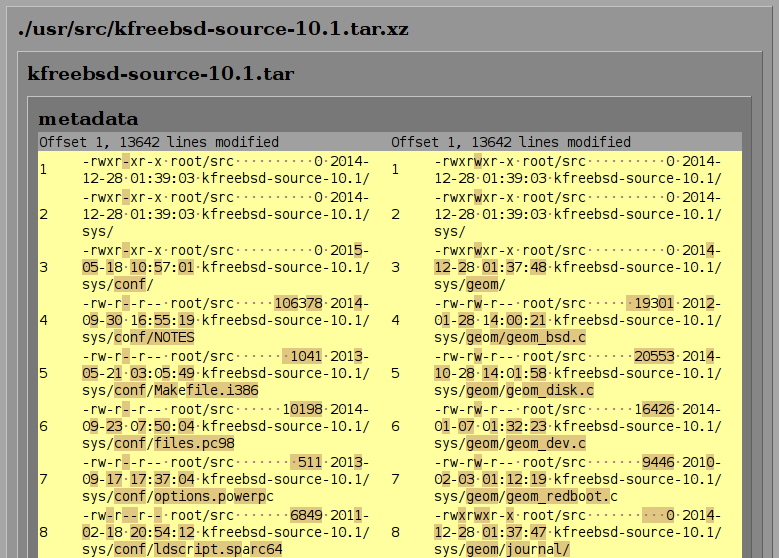 ./usr/src/kfreebsd-source-10.1.tar.xz
kfreebsd-source-10.1.tar
metadata
Offset 1, 13642 lines modified
Offset 1, 13642 lines modified
1
-rwxr-xr-x·root/src··········0·2014-
12-28·01:39:03·kfreebsd-source-10.1/
1
-rwxrwxr-x·root/src··········0·2014-
12-28·01:39:03·kfreebsd-source-10.1/
2
-rwxr-xr-x·root/src··········0·2014-
12-28·01:39:03·kfreebsd-source-10.1/
sys/
2
-rwxrwxr-x·root/src··········0·2014-
12-28·01:39:03·kfreebsd-source-10.1/
sys/
3
-rwxr-xr-x·root/src··········0·2015-
05-18·10:57:01·kfreebsd-source-10.1/
sys/conf/
3
-rwxrwxr-x·root/src··········0·2014-
12-28·01:37:48·kfreebsd-source-10.1/
sys/geom/
4
-rw-r--r--·root/src·····106378·2014-
09-30·16:55:19·kfreebsd-source-10.1/
sys/conf/NOTES
4
-rw-rw-r--·root/src······19301·2012-
01-28·14:00:21·kfreebsd-source-10.1/
sys/geom/geom_bsd.c
5
-rw-r--r--·root/src·······1041·2013-
05-21·03:05:49·kfreebsd-source-10.1/
sys/conf/Makefile.i386
5
-rw-rw-r--·root/src······20553·2014-
10-28·14:01:58·kfreebsd-source-10.1/
sys/geom/geom_disk.c
6
-rw-r--r--·root/src······10198·2014-
09-23·07:50:04·kfreebsd-source-10.1/
sys/conf/files.pc98
6
-rw-rw-r--·root/src······16426·2014-
01-07·01:32:23·kfreebsd-source-10.1/
sys/geom/geom_dev.c
7
-rw-r--r--·root/src········511·2013-
09-17·17:37:04·kfreebsd-source-10.1/
sys/conf/options.powerpc
7
-rw-rw-r--·root/src·······9446·2010-
02-03·01:12:19·kfreebsd-source-10.1/
sys/geom/geom_redboot.c
8
-rw-r--r--·root/src·······6849·2011-
02-18·20:54:12·kfreebsd-source-10.1/
sys/conf/ldscript.sparc64
8
-rwxrwxr-x·root/src··········0·2014-
12-28·01:37:47·kfreebsd-source-10.1/
sys/geom/journal/